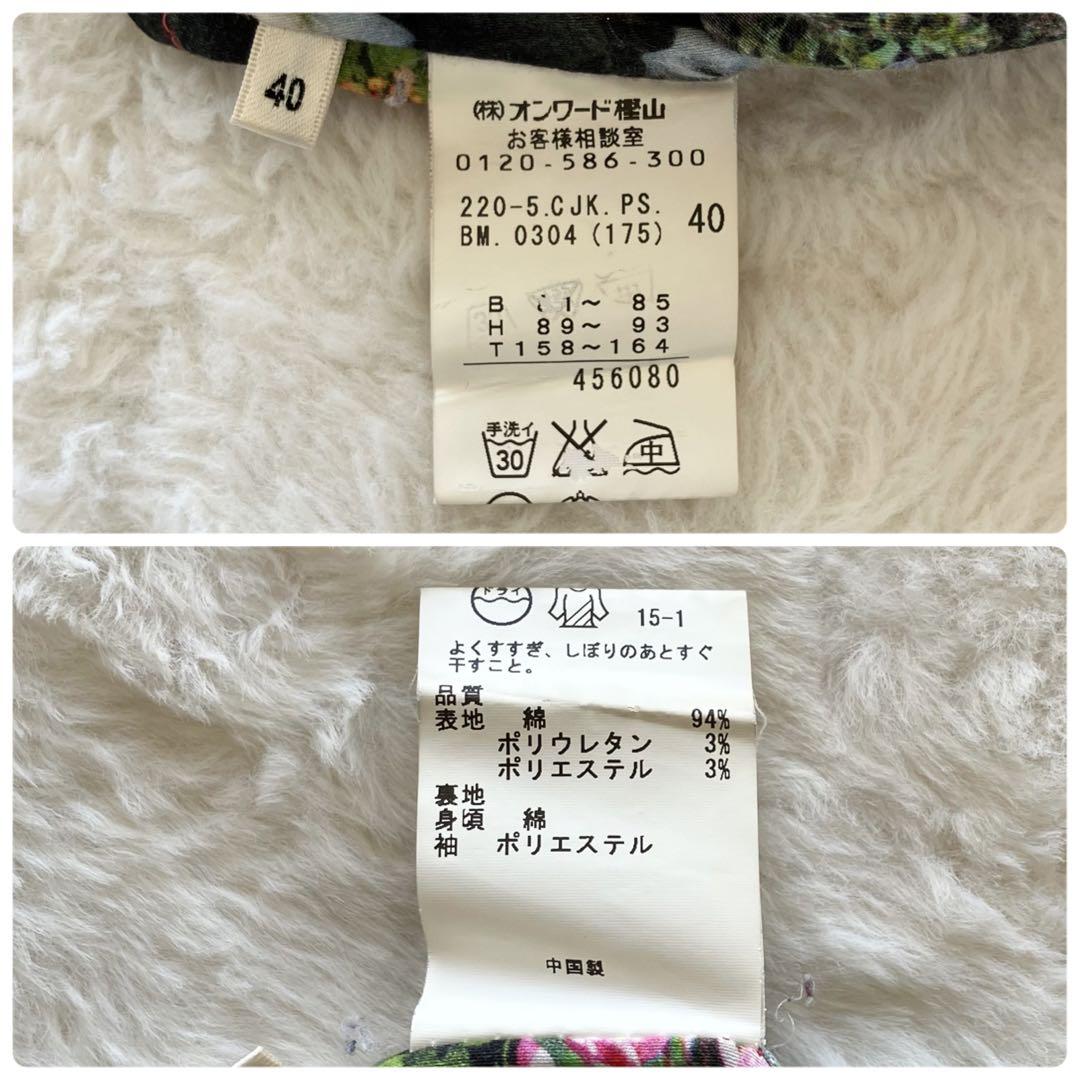 40
(株)オンワード樫山
お客様相談室
0120-586-300
220-5.CJK.PS.
BM.0304(175) 40
B 81～ 85
H 89～ 93
T158～164
456080
手洗イ
30
中
ドライ
15-1
よくすすぎ、しぼりのあとすぐ
干すこと。
品質
表地 綿 94%
ポリウレタン 3%
ポリエステル 3%
裏地
身頃 綿
袖 ポリエステル
中国製